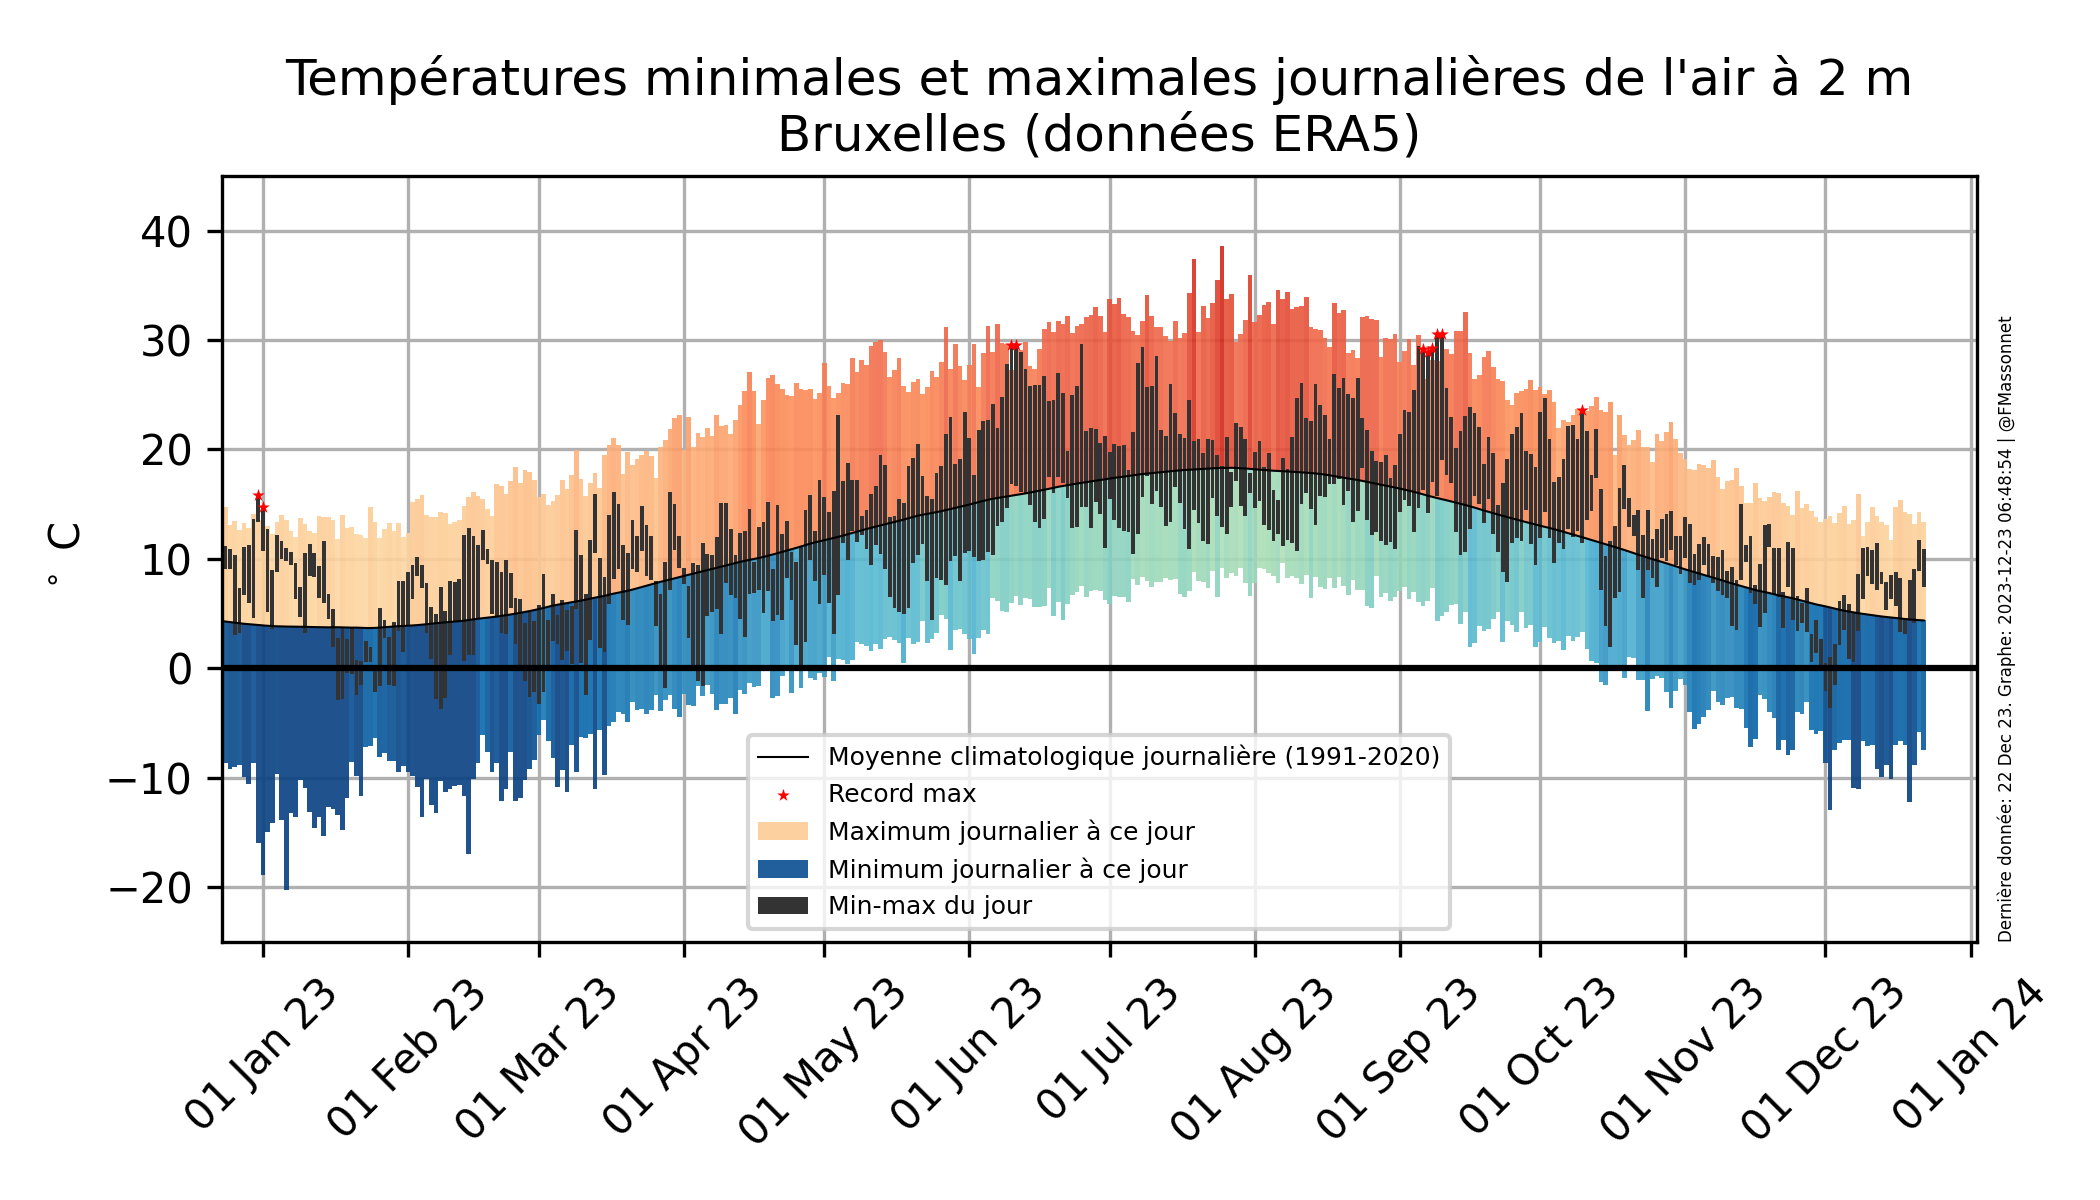 Températures minimales et maximales journalières de l'air à 2 m
Bruxelles (données ERA5)
° C
40
30
20
10
0
−10
−20
Moyenne climatologique journalière (1991-2020)
Record max
Maximum journalier à ce jour
Minimum journalier à ce jour
Min-max du jour
01 Jan 23
01 Feb 23
01 Mar 23
01 Apr 23
01 May 23
01 Jun 23
01 Jul 23
01 Aug 23
01 Sep 23
01 Oct 23
01 Nov 23
01 Dec 23
01 Jan 24
Dernière donnée: 22 Dec 23. Graphe: 2023-12-23 06:48:54 | @FMassonnet